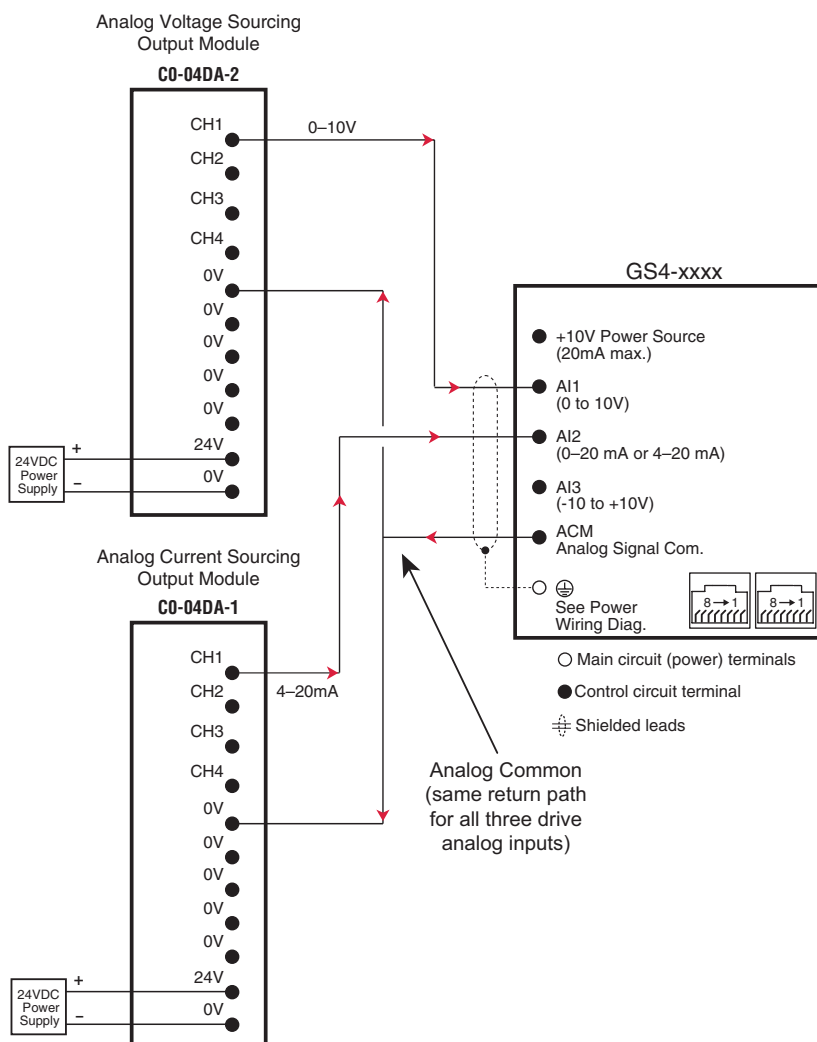 Analog Voltage Sourcing
Output Module
C0-04DA-2
CH1
0–10V
CH2
CH3
CH4
0V
0V
0V
0V
0V
24V
0V
24VDC
Power
Supply
+
–
Analog Current Sourcing
Output Module
C0-04DA-1
CH1
4–20mA
CH2
CH3
CH4
0V
0V
0V
0V
0V
24V
0V
24VDC
Power
Supply
+
–
GS4-xxxx
+10V Power Source
(20mA max.)
AI1
(0 to 10V)
AI2
(0–20 mA or 4–20 mA)
AI3
(-10 to +10V)
ACM
Analog Signal Com.
See Power
Wiring Diag.
8→1
8→1
Main circuit (power) terminals
Control circuit terminal
Shielded leads
Analog Common
(same return path
for all three drive
analog inputs)